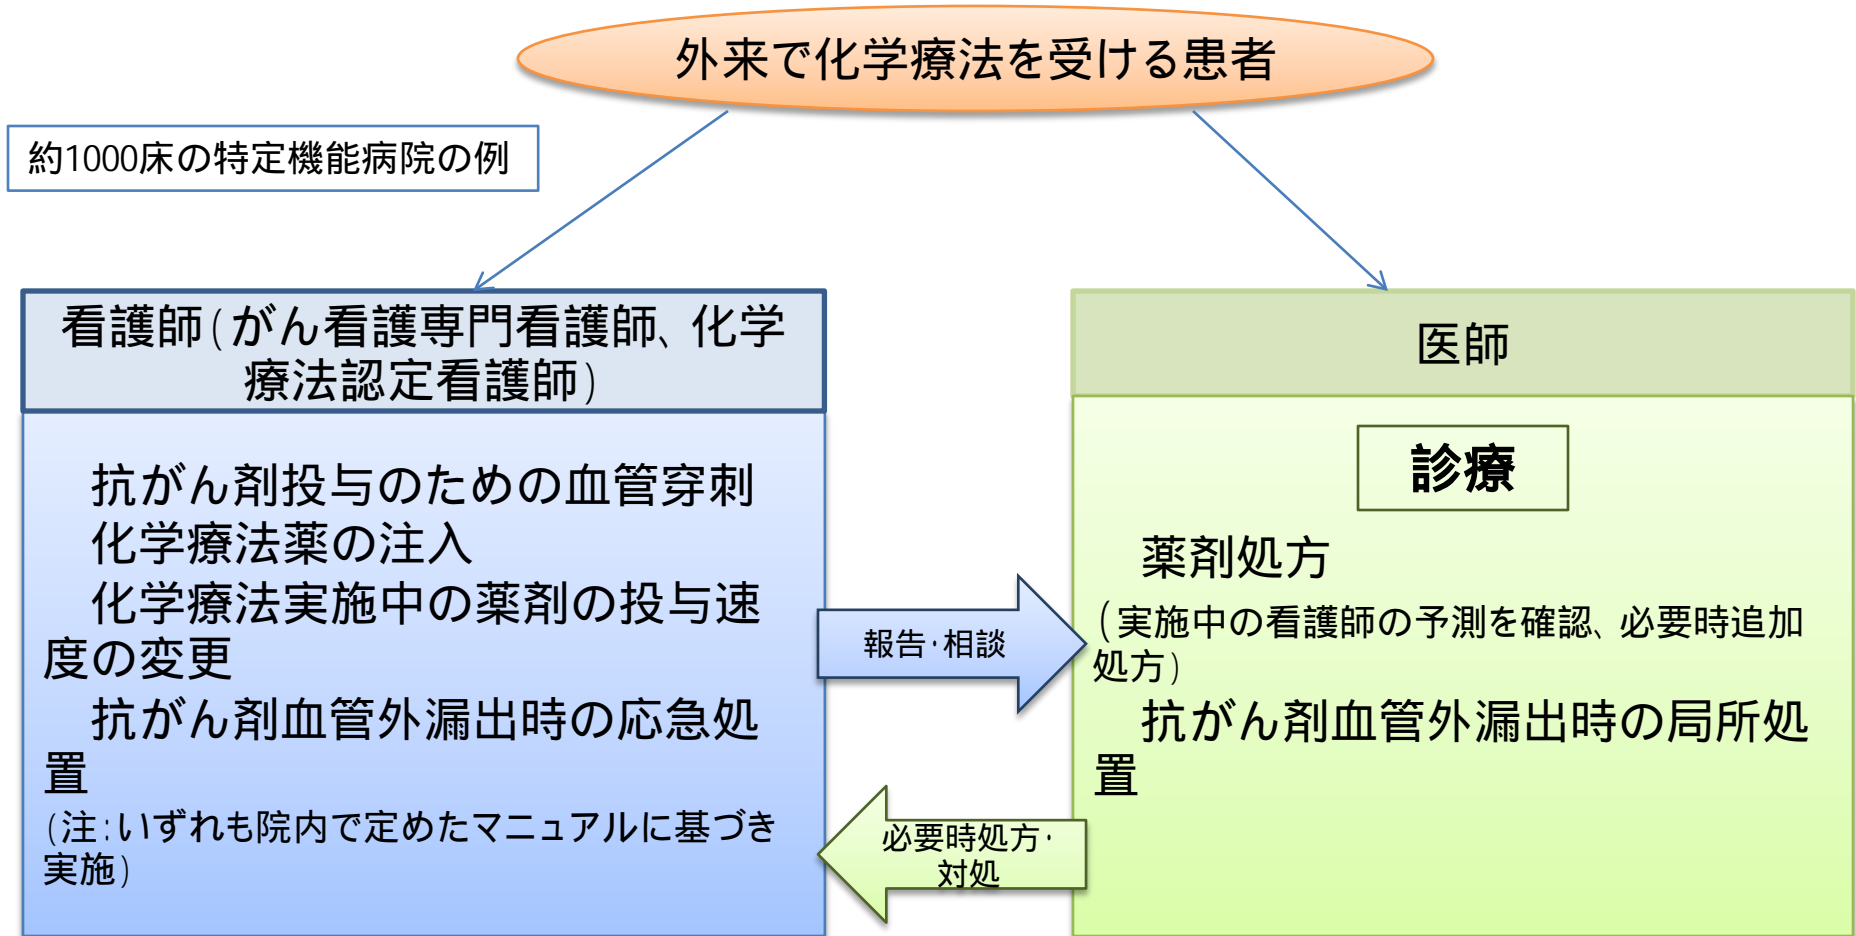 外来で化学療法を受ける患者
約1000床の特定機能病院の例
看護師(がん看護専門看護師、化学
療法認定看護師)
抗がん剤投与のための血管穿刺
化学療法薬の注入
化学療法実施中の薬剤の投与速
度の変更
抗がん剤血管外漏出時の応急処
置
(注:いずれも院内で定めたマニュアルに基づき
実施)
報告・相談
必要時処方・
対処
医師
診療
薬剤処方
(実施中の看護師の予測を確認、必要時追加
処方)
抗がん剤血管外漏出時の局所処
置